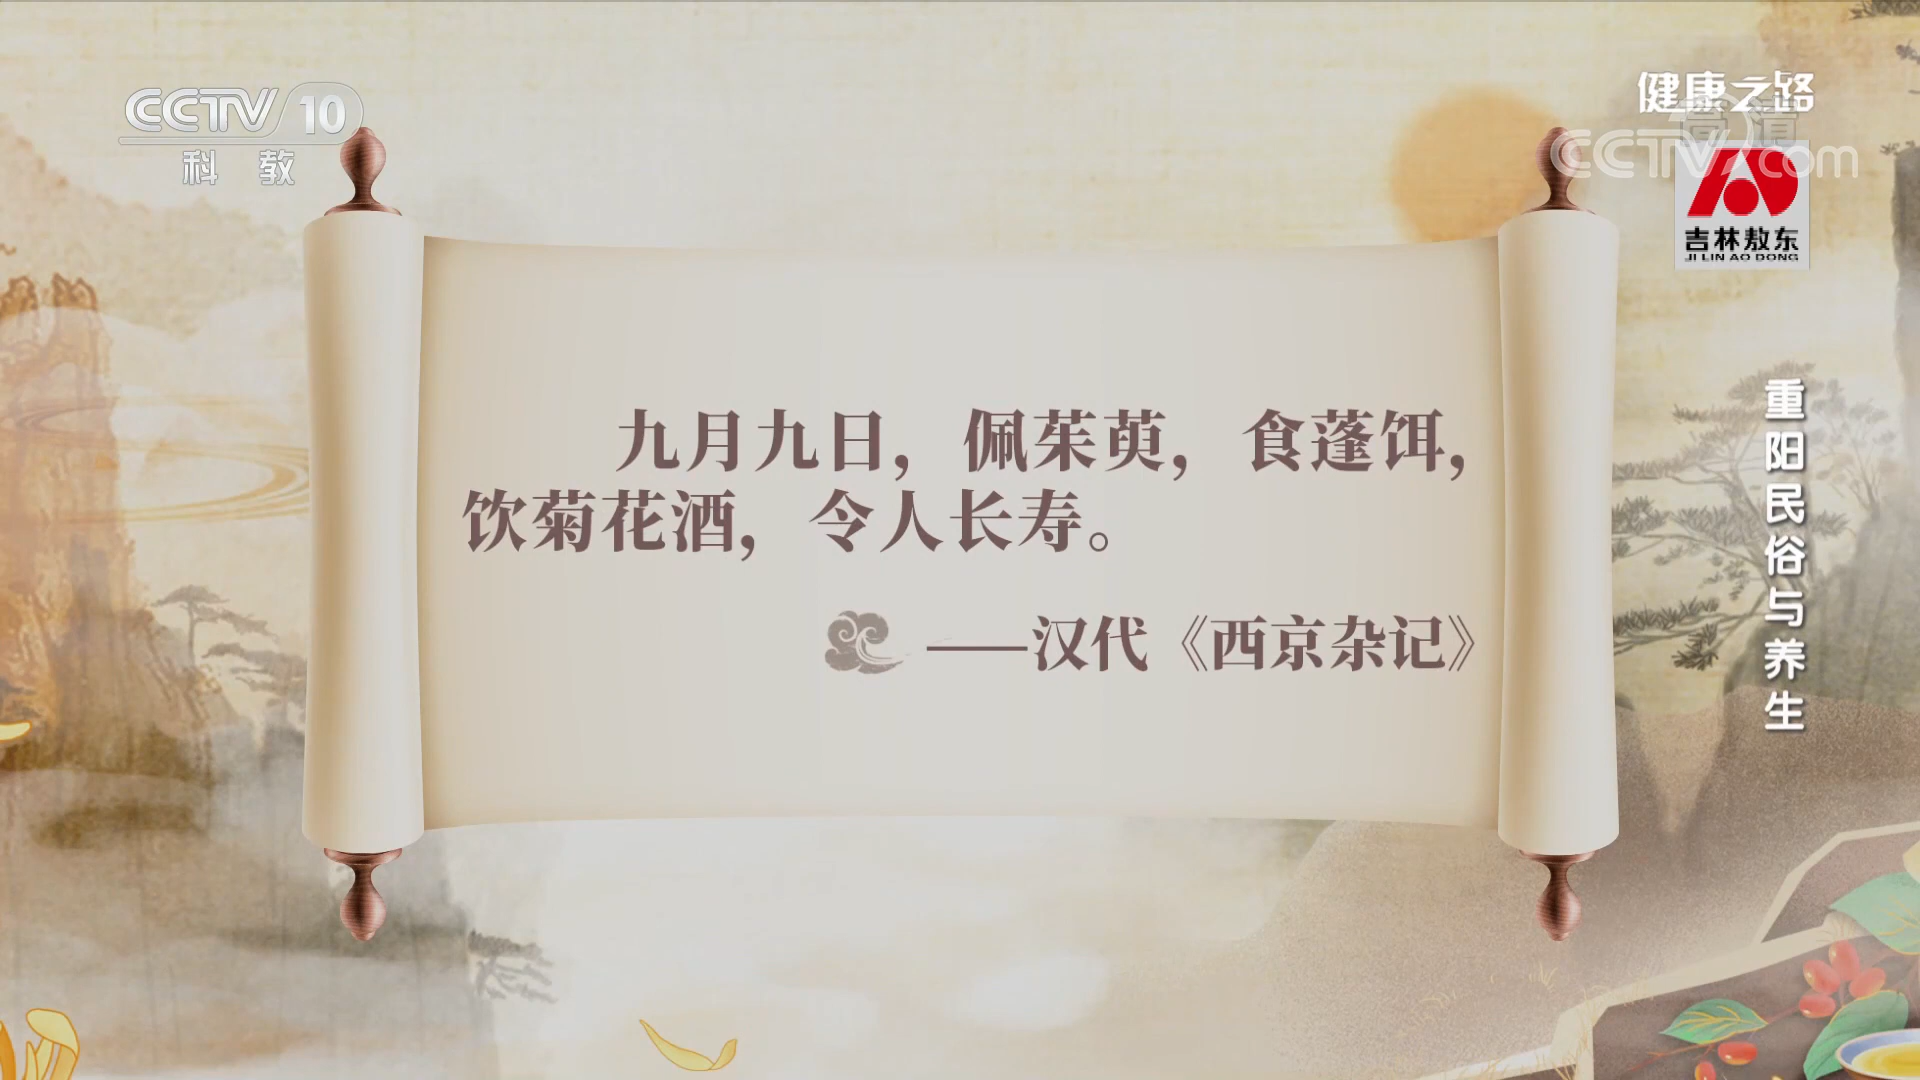 CCTV 10
科 教
健康之路
高清
CCTV.com
吉林敖东
JI LIN AO DONG
九月九日，佩茱萸，食蓬饵，
饮菊花酒，令人长寿。
——汉代《西京杂记》
重阳民俗与养生